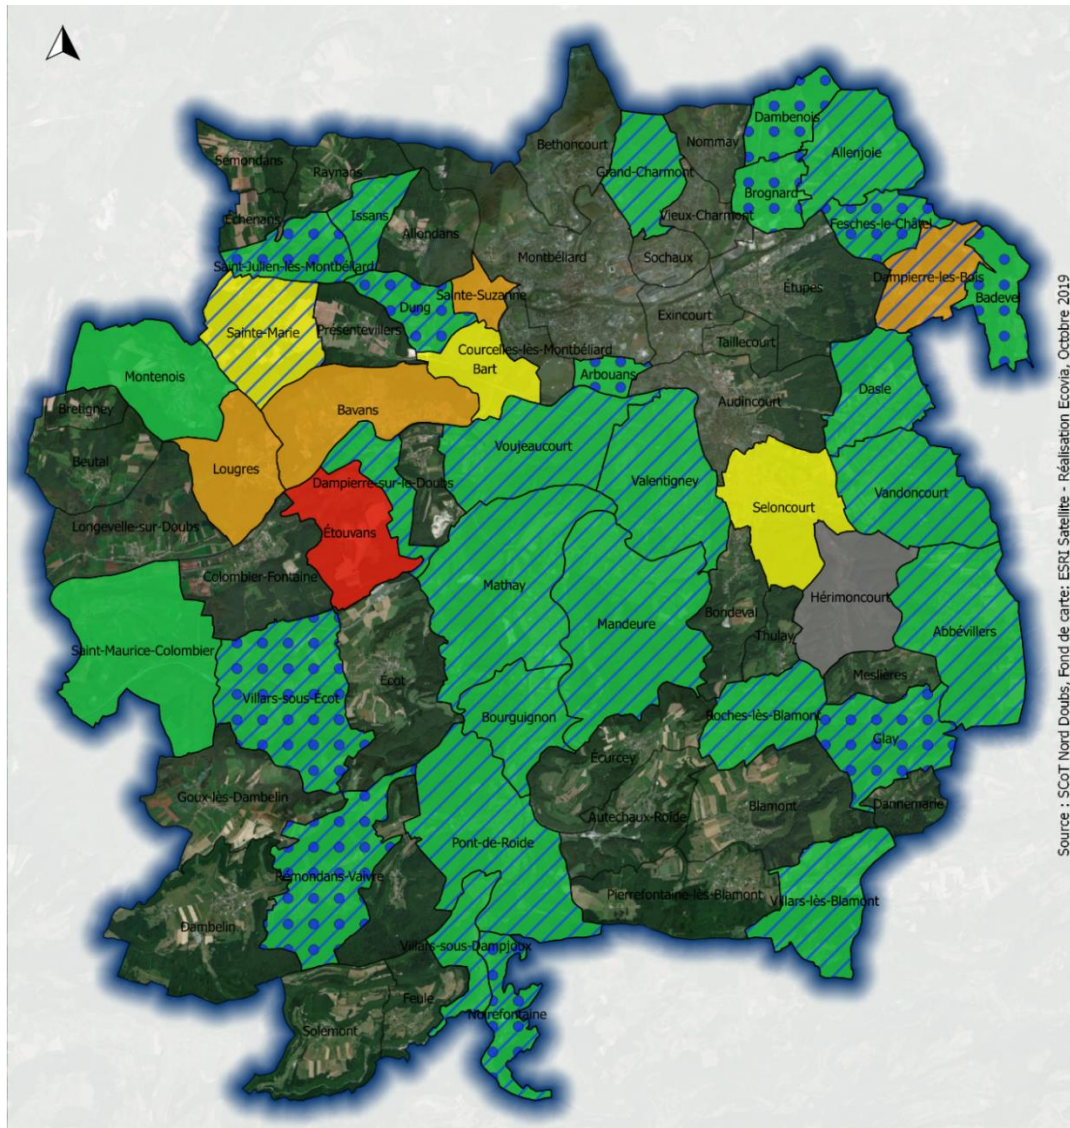 Bethoncourt
Nommay
Dambenois
Allenjoie
Sémondans
Raynans
Grand-Charmont
Brognard
Échenans
Issans
Allondans
Vieux-Charmont
Fesches-le-Châtel
Saint-Julien-lès-Montbéliard
Montbéliard
Sochaux
Étupes
Dampierre-les-Bois
Badevel
Dung
Sainte-Suzanne
Exincourt
Sainte-Marie
Présentevillers
Courcelles-lès-Montbéliard
Taillecourt
Bart
Arbouans
Montenois
Dasle
Bretigney
Bavans
Audincourt
Beutal
Lougres
Voujeaucourt
Valentigney
Dampierre-sur-le-Doubs
Vandoncourt
Seloncourt
Longevelle-sur-Doubs
Étouvans
Colombier-Fontaine
Mathay
Hérimoncourt
Bondeval
Mandeure
Thulay
Abbévillers
Saint-Maurice-Colombier
Écot
Meslières
Villars-sous-Écot
Bourguignon
Roches-lès-Blamont
Glay
Écurcey
Goux-lès-Dambelin
Blamont
Dannemarie
Autechaux-Roide
Pont-de-Roide
Rémondans-Vaivre
Pierrefontaine-lès-Blamont
Villars-lès-Blamont
Dambelin
Villars-sous-Dampjoux
Feule
Noirefontaine
Solemont
Source : SCoT Nord Doubs, Fond de carte: ESRI Satellite - Réalisation Ecovia, Octobre 2019